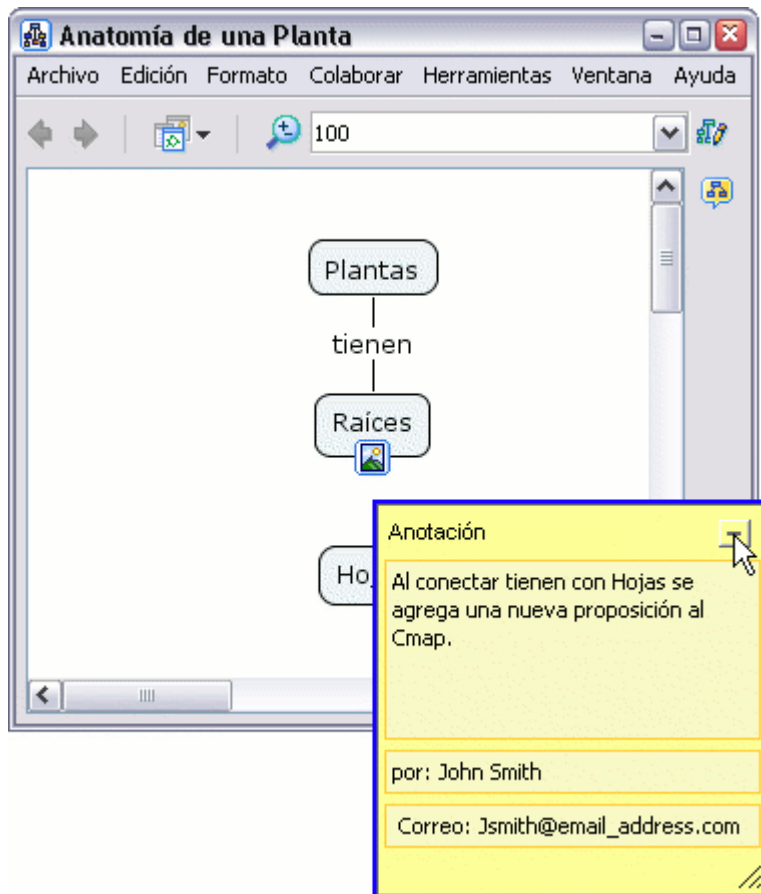 Anatomía de una Planta
Archivo Edición Formato Colaborar Herramientas Ventana Ayuda
100
Plantas
tienen
Raíces
Anotación
Al conectar tienen con Hojas se
agrega una nueva proposición al
Cmap.
por: John Smith
Correo: Jsmith@email_address.com